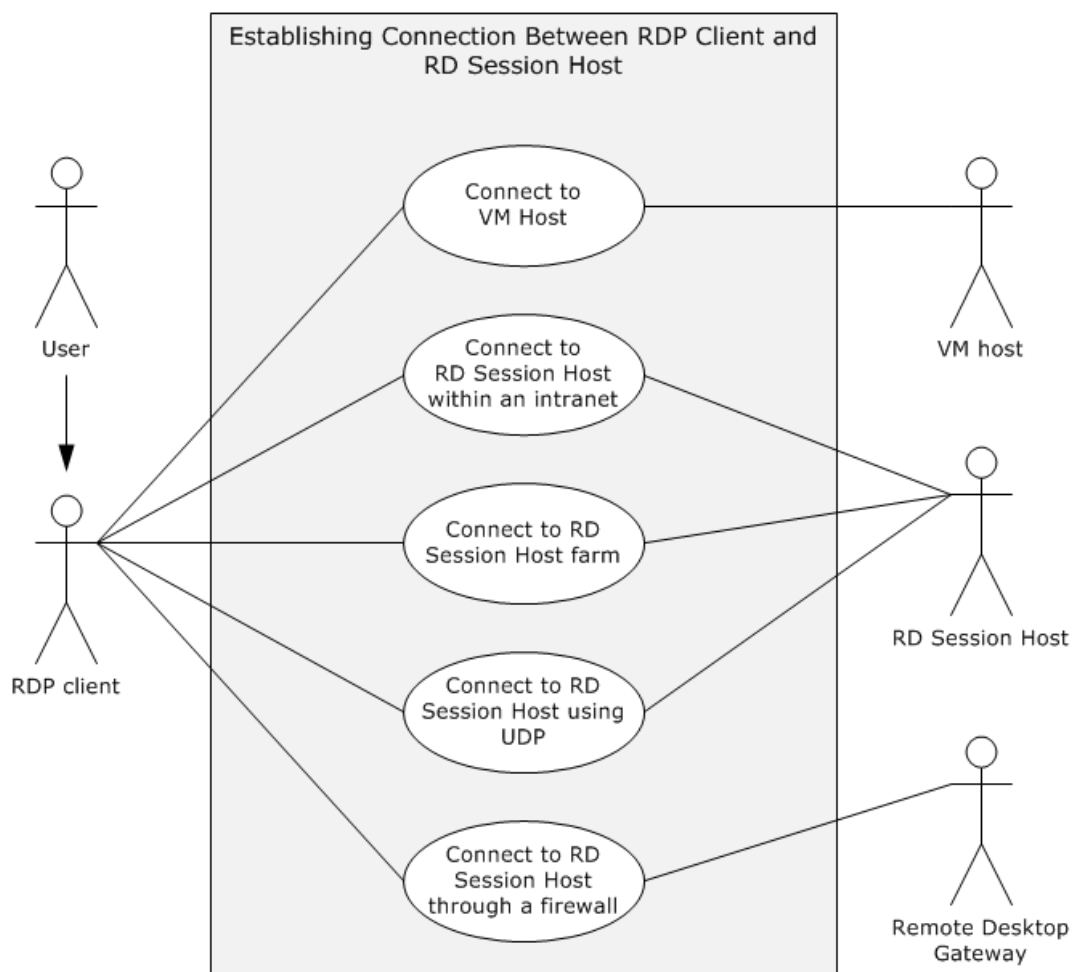 Establishing Connection Between RDP Client and
RD Session Host
Connect to
VM Host
User
VM host
Connect to
RD Session Host
within an intranet
Connect to RD
Session Host farm
RDP client
RD Session Host
Connect to RD
Session Host using
UDP
Connect to RD
Session Host
through a firewall
Remote Desktop
Gateway